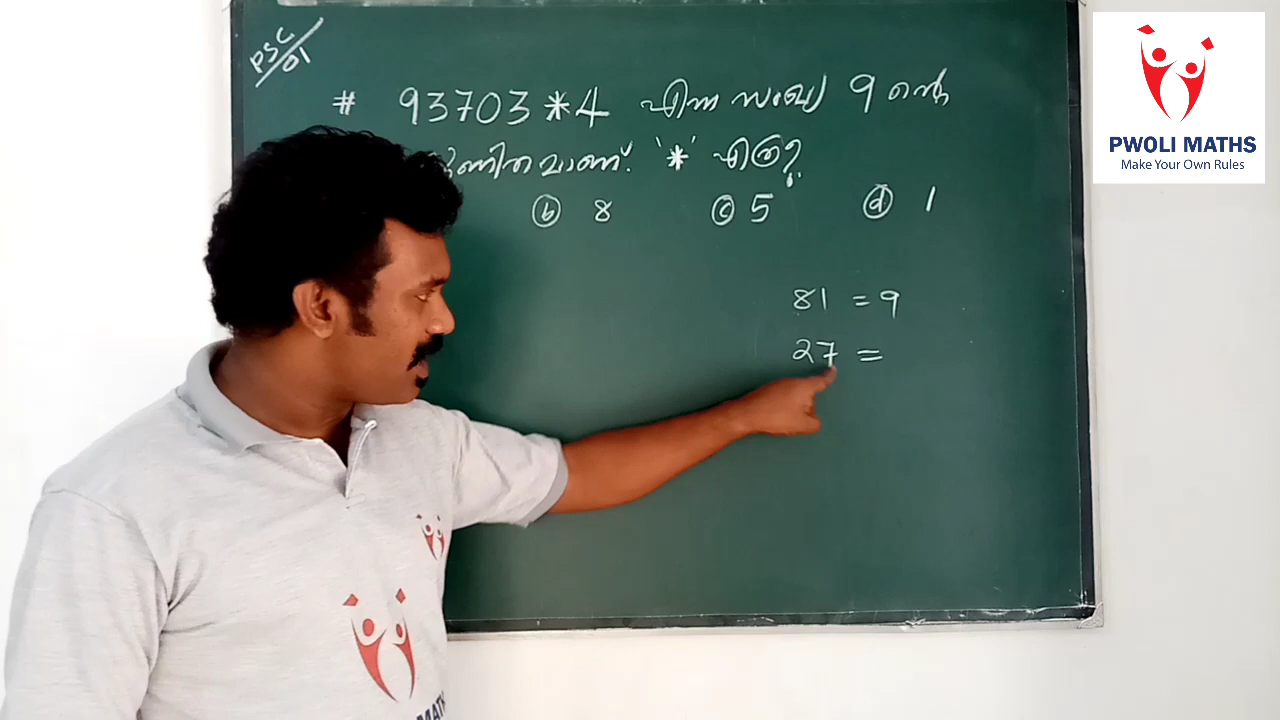 PSC/01
# 93703*4 എന്ന സംഖ്യ 9 ന്റെ
ഗുണിതമാണ്. '*' എത്ര?
ⓑ 8 ⓒ 5 ⓓ 1
81 = 9
27 =
PWOLI MATHS
Make Your Own Rules
MATH